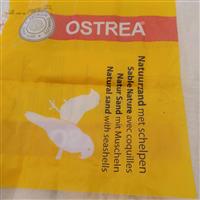 OSTREA®
Natuurzand met schelpen
Sable Nature avec coquilles
Natur Sand mit Muscheln
Natural sand with seashells